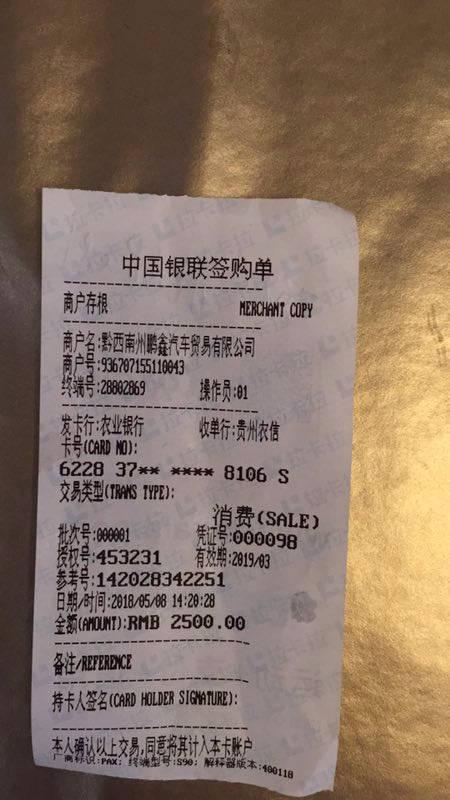 中国银联签购单
商户存根 MERCHANT COPY
商户名:黔西南州鹏鑫汽车贸易有限公司
商户号:936707155110043
终端号:28802869 操作员:01
发卡行:农业银行 收单行:贵州农信
卡号(CARD NO):
6228 37** **** 8106 S
交易类型(TRANS TYPE):
消费(SALE)
批次号:000001 凭证号:000098
授权号:453231 有效期:2019/03
参考号:142028342251
日期/时间:2018/05/08 14:20:28
金额(AMOUNT):RMB 2500.00
备注/REFERENCE
持卡人签名(CARD HOLDER SIGNATURE):
本人确认以上交易,同意将其计入本卡账户
厂商标识:PAX; 终端型号:S90; 解释器版本:400118
拉卡拉